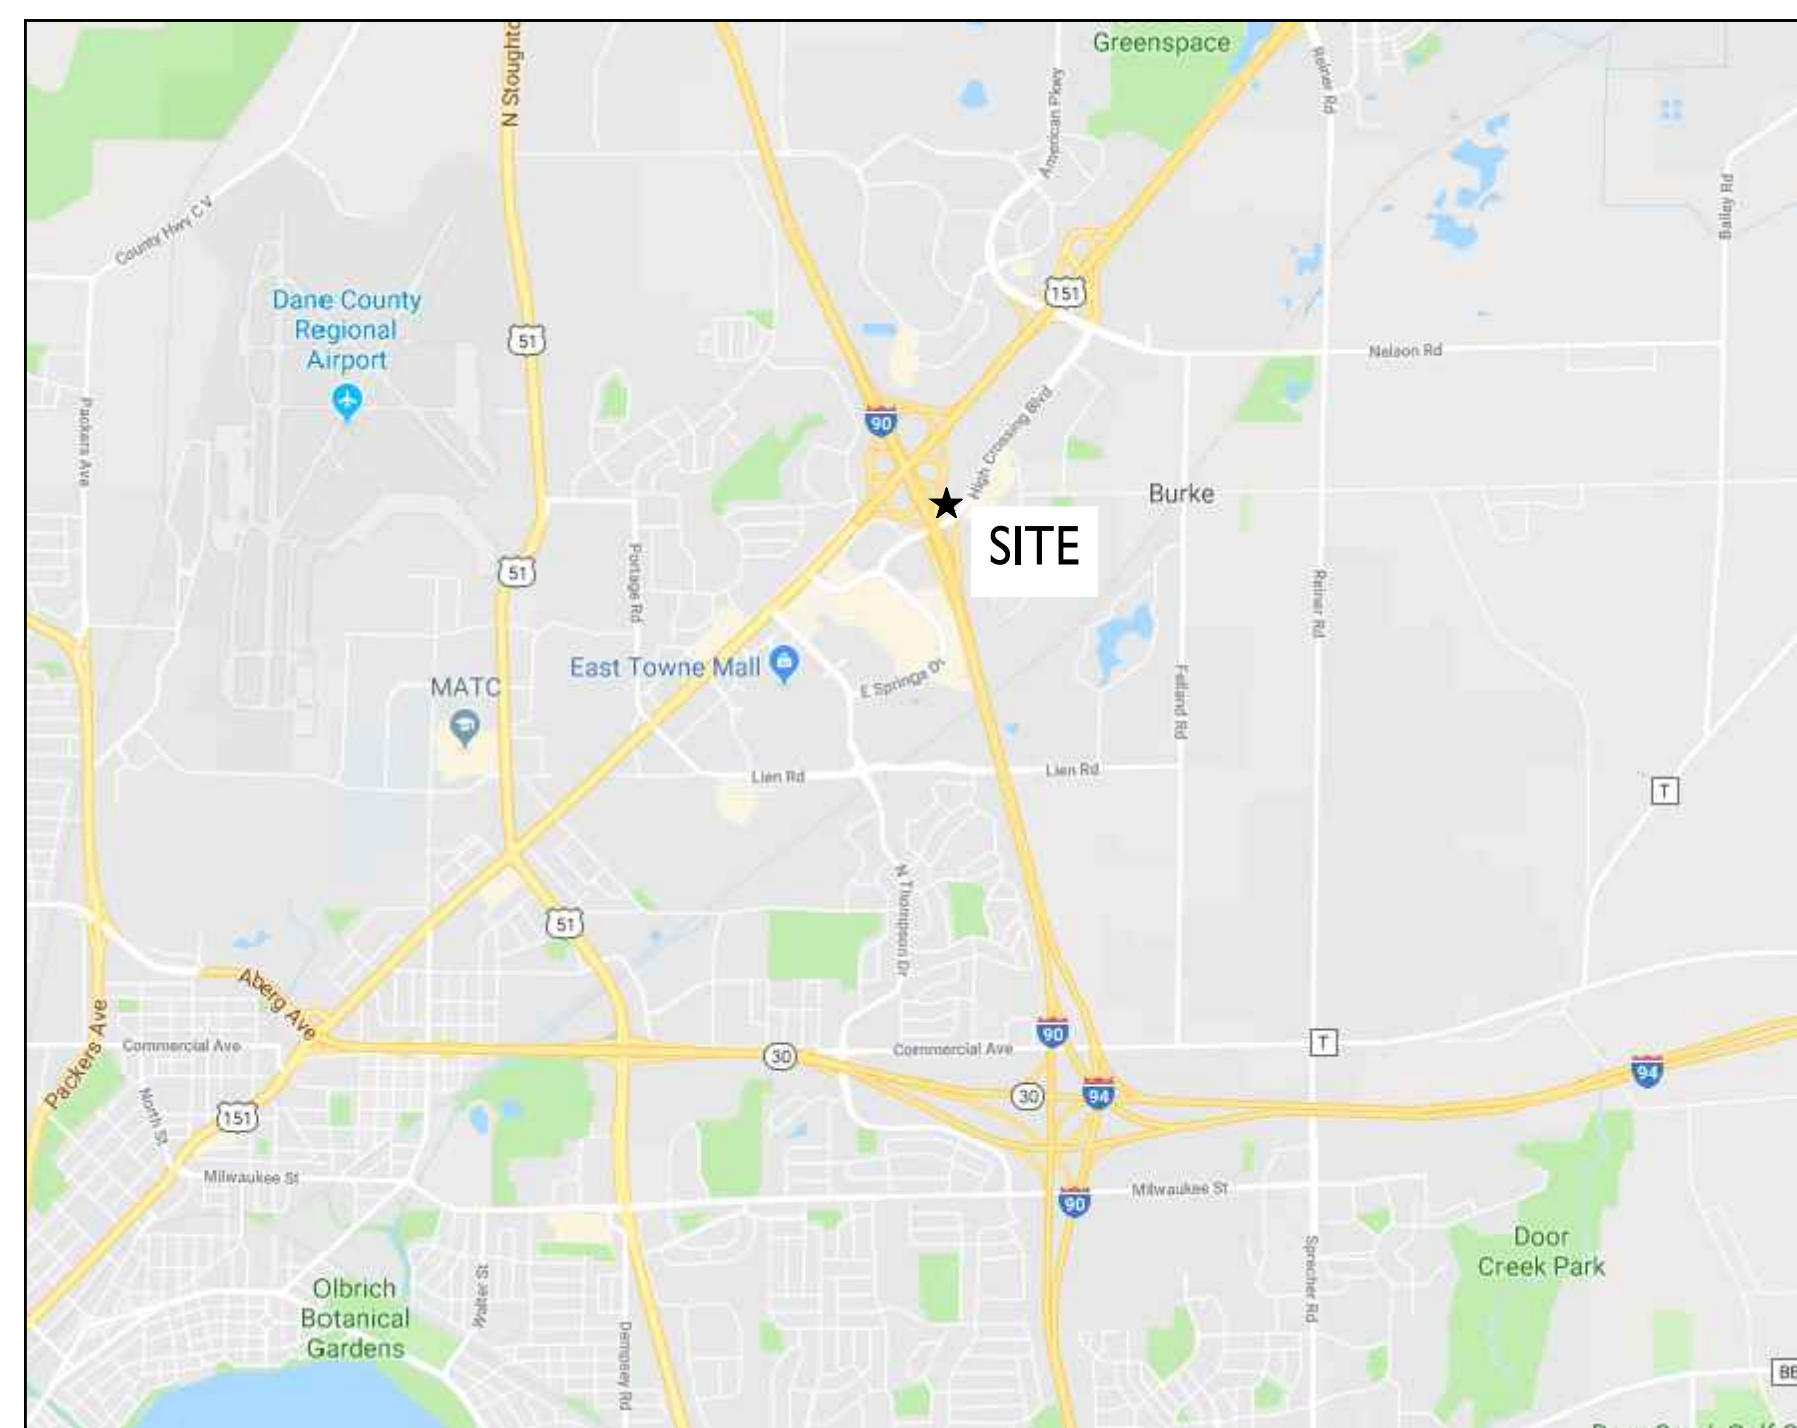 Greenspace
N Stoughto
American Pkwy
Reiner Rd
Bailey Rd
County Hwy C V
Dane County
Regional
Airport
151
51
Nelson Rd
Packers Ave
90
High Crossing Blvd
Burke
SITE
51
Portage Rd
Reiner Rd
East Towne Mall
E Springs Dr
MATC
Felland Rd
Lien Rd
Lien Rd
T
N Thompson Dr
51
Aberg Ave
Packers Ave
Commercial Ave
30
Commercial Ave
90
T
94
30
94
North St
151
Milwaukee St
90
Milwaukee St
Door
Creek Park
Sprecher Rd
Olbrich
Botanical
Gardens
Walter St
Dempsey Rd
BB